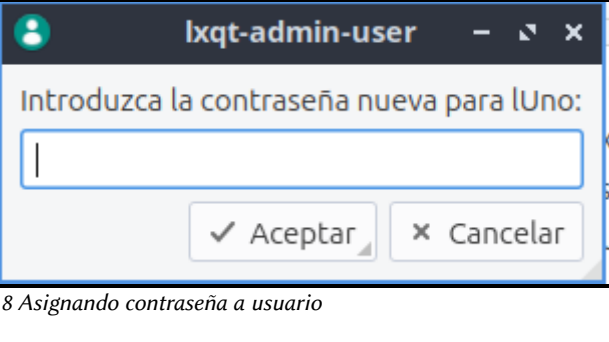 lxqt-admin-user
Introduzca la contraseña nueva para lUno:
Aceptar Cancelar
8 Asignando contraseña a usuario